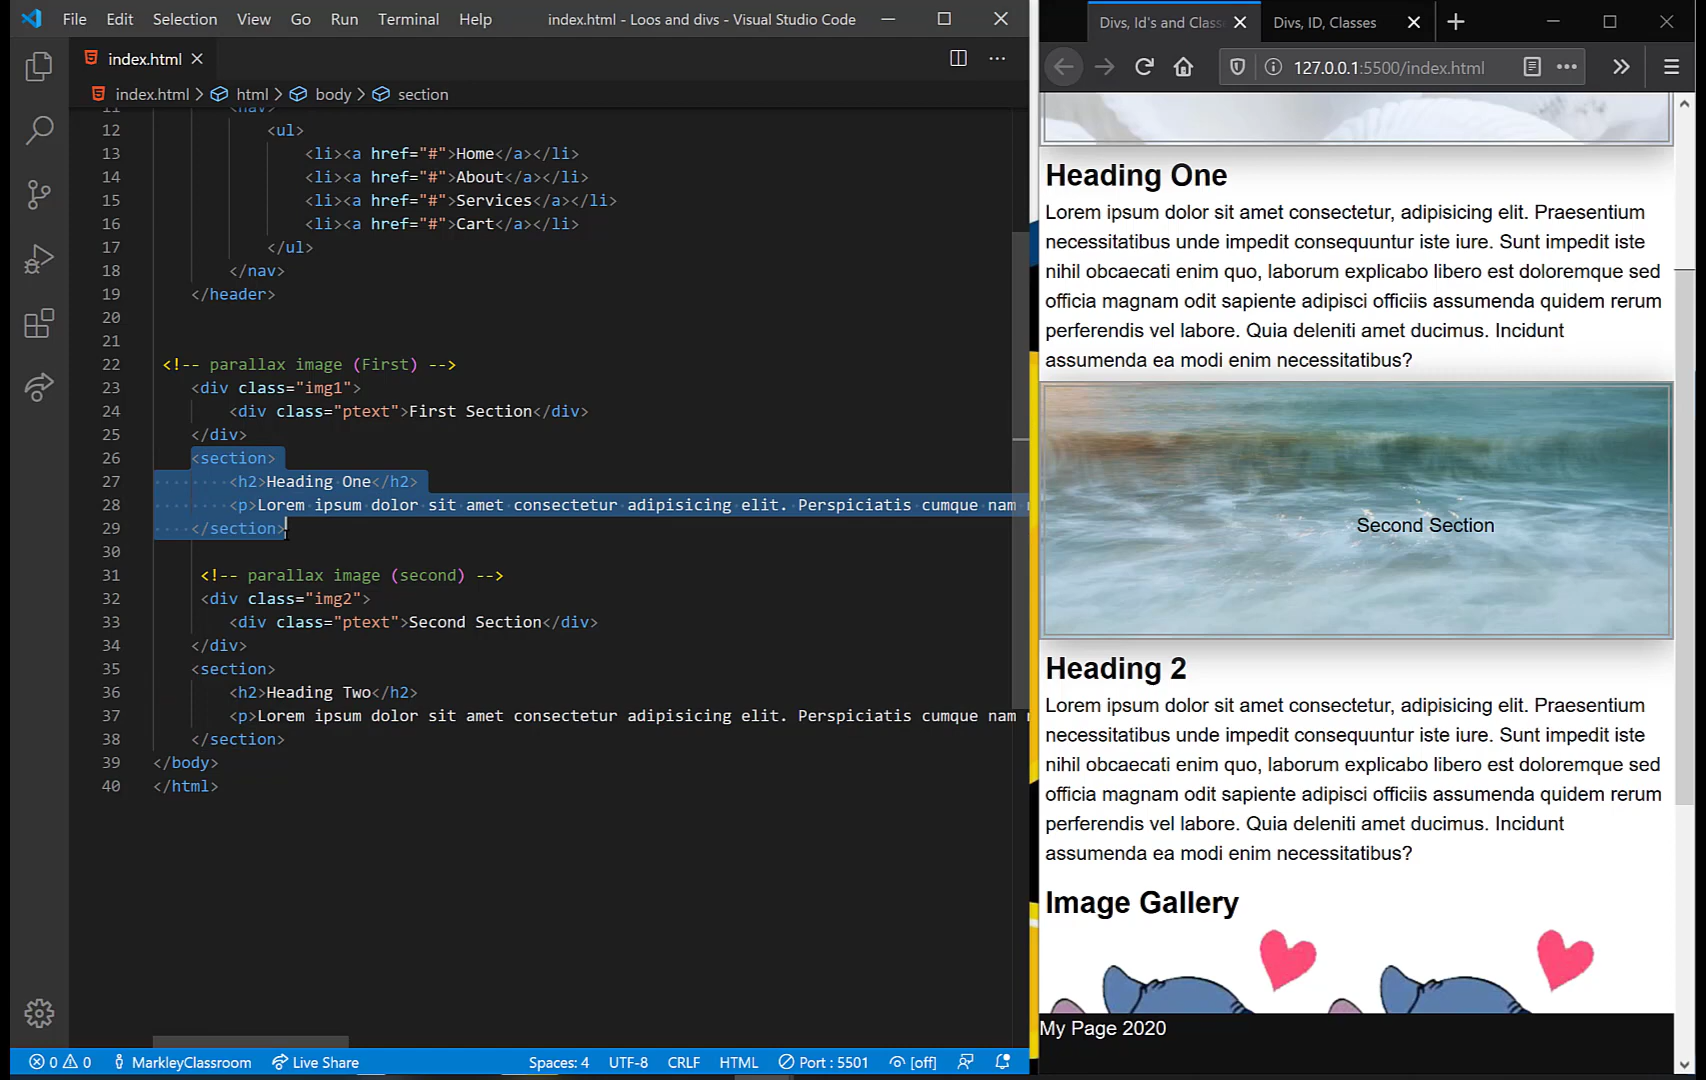 File Edit Selection View Go Run Terminal Help index.html - Loos and divs - Visual Studio Code
index.html
index.html > html > body > section
11 <nav>
12 <ul>
13 <li><a href="#">Home</a></li>
14 <li><a href="#">About</a></li>
15 <li><a href="#">Services</a></li>
16 <li><a href="#">Cart</a></li>
17 </ul>
18 </nav>
19 </header>
20
21
22 <!-- parallax image (First) -->
23 <div class="img1">
24 <div class="ptext">First Section</div>
25 </div>
26 <section>
27 <h2>Heading One</h2>
28 <p>Lorem ipsum dolor sit amet consectetur adipisicing elit. Perspiciatis cumque nam
29 </section>
30
31 <!-- parallax image (second) -->
32 <div class="img2">
33 <div class="ptext">Second Section</div>
34 </div>
35 <section>
36 <h2>Heading Two</h2>
37 <p>Lorem ipsum dolor sit amet consectetur adipisicing elit. Perspiciatis cumque nam
38 </section>
39 </body>
40 </html>
0 0 MarkleyClassroom Live Share Spaces: 4 UTF-8 CRLF HTML Port : 5501 [off]
Divs, Id's and Class Divs, ID, Classes
127.0.0.1:5500/index.html
Heading One
Lorem ipsum dolor sit amet consectetur, adipisicing elit. Praesentium
necessitatibus unde impedit consequuntur iste iure. Sunt impedit iste
nihil obcaecati enim quo, laborum explicabo libero est doloremque sed
officia magnam odit sapiente adipisci officiis assumenda quidem rerum
perferendis vel labore. Quia deleniti amet ducimus. Incidunt
assumenda ea modi enim necessitatibus?
Second Section
Heading 2
Lorem ipsum dolor sit amet consectetur, adipisicing elit. Praesentium
necessitatibus unde impedit consequuntur iste iure. Sunt impedit iste
nihil obcaecati enim quo, laborum explicabo libero est doloremque sed
officia magnam odit sapiente adipisci officiis assumenda quidem rerum
perferendis vel labore. Quia deleniti amet ducimus. Incidunt
assumenda ea modi enim necessitatibus?
Image Gallery
My Page 2020